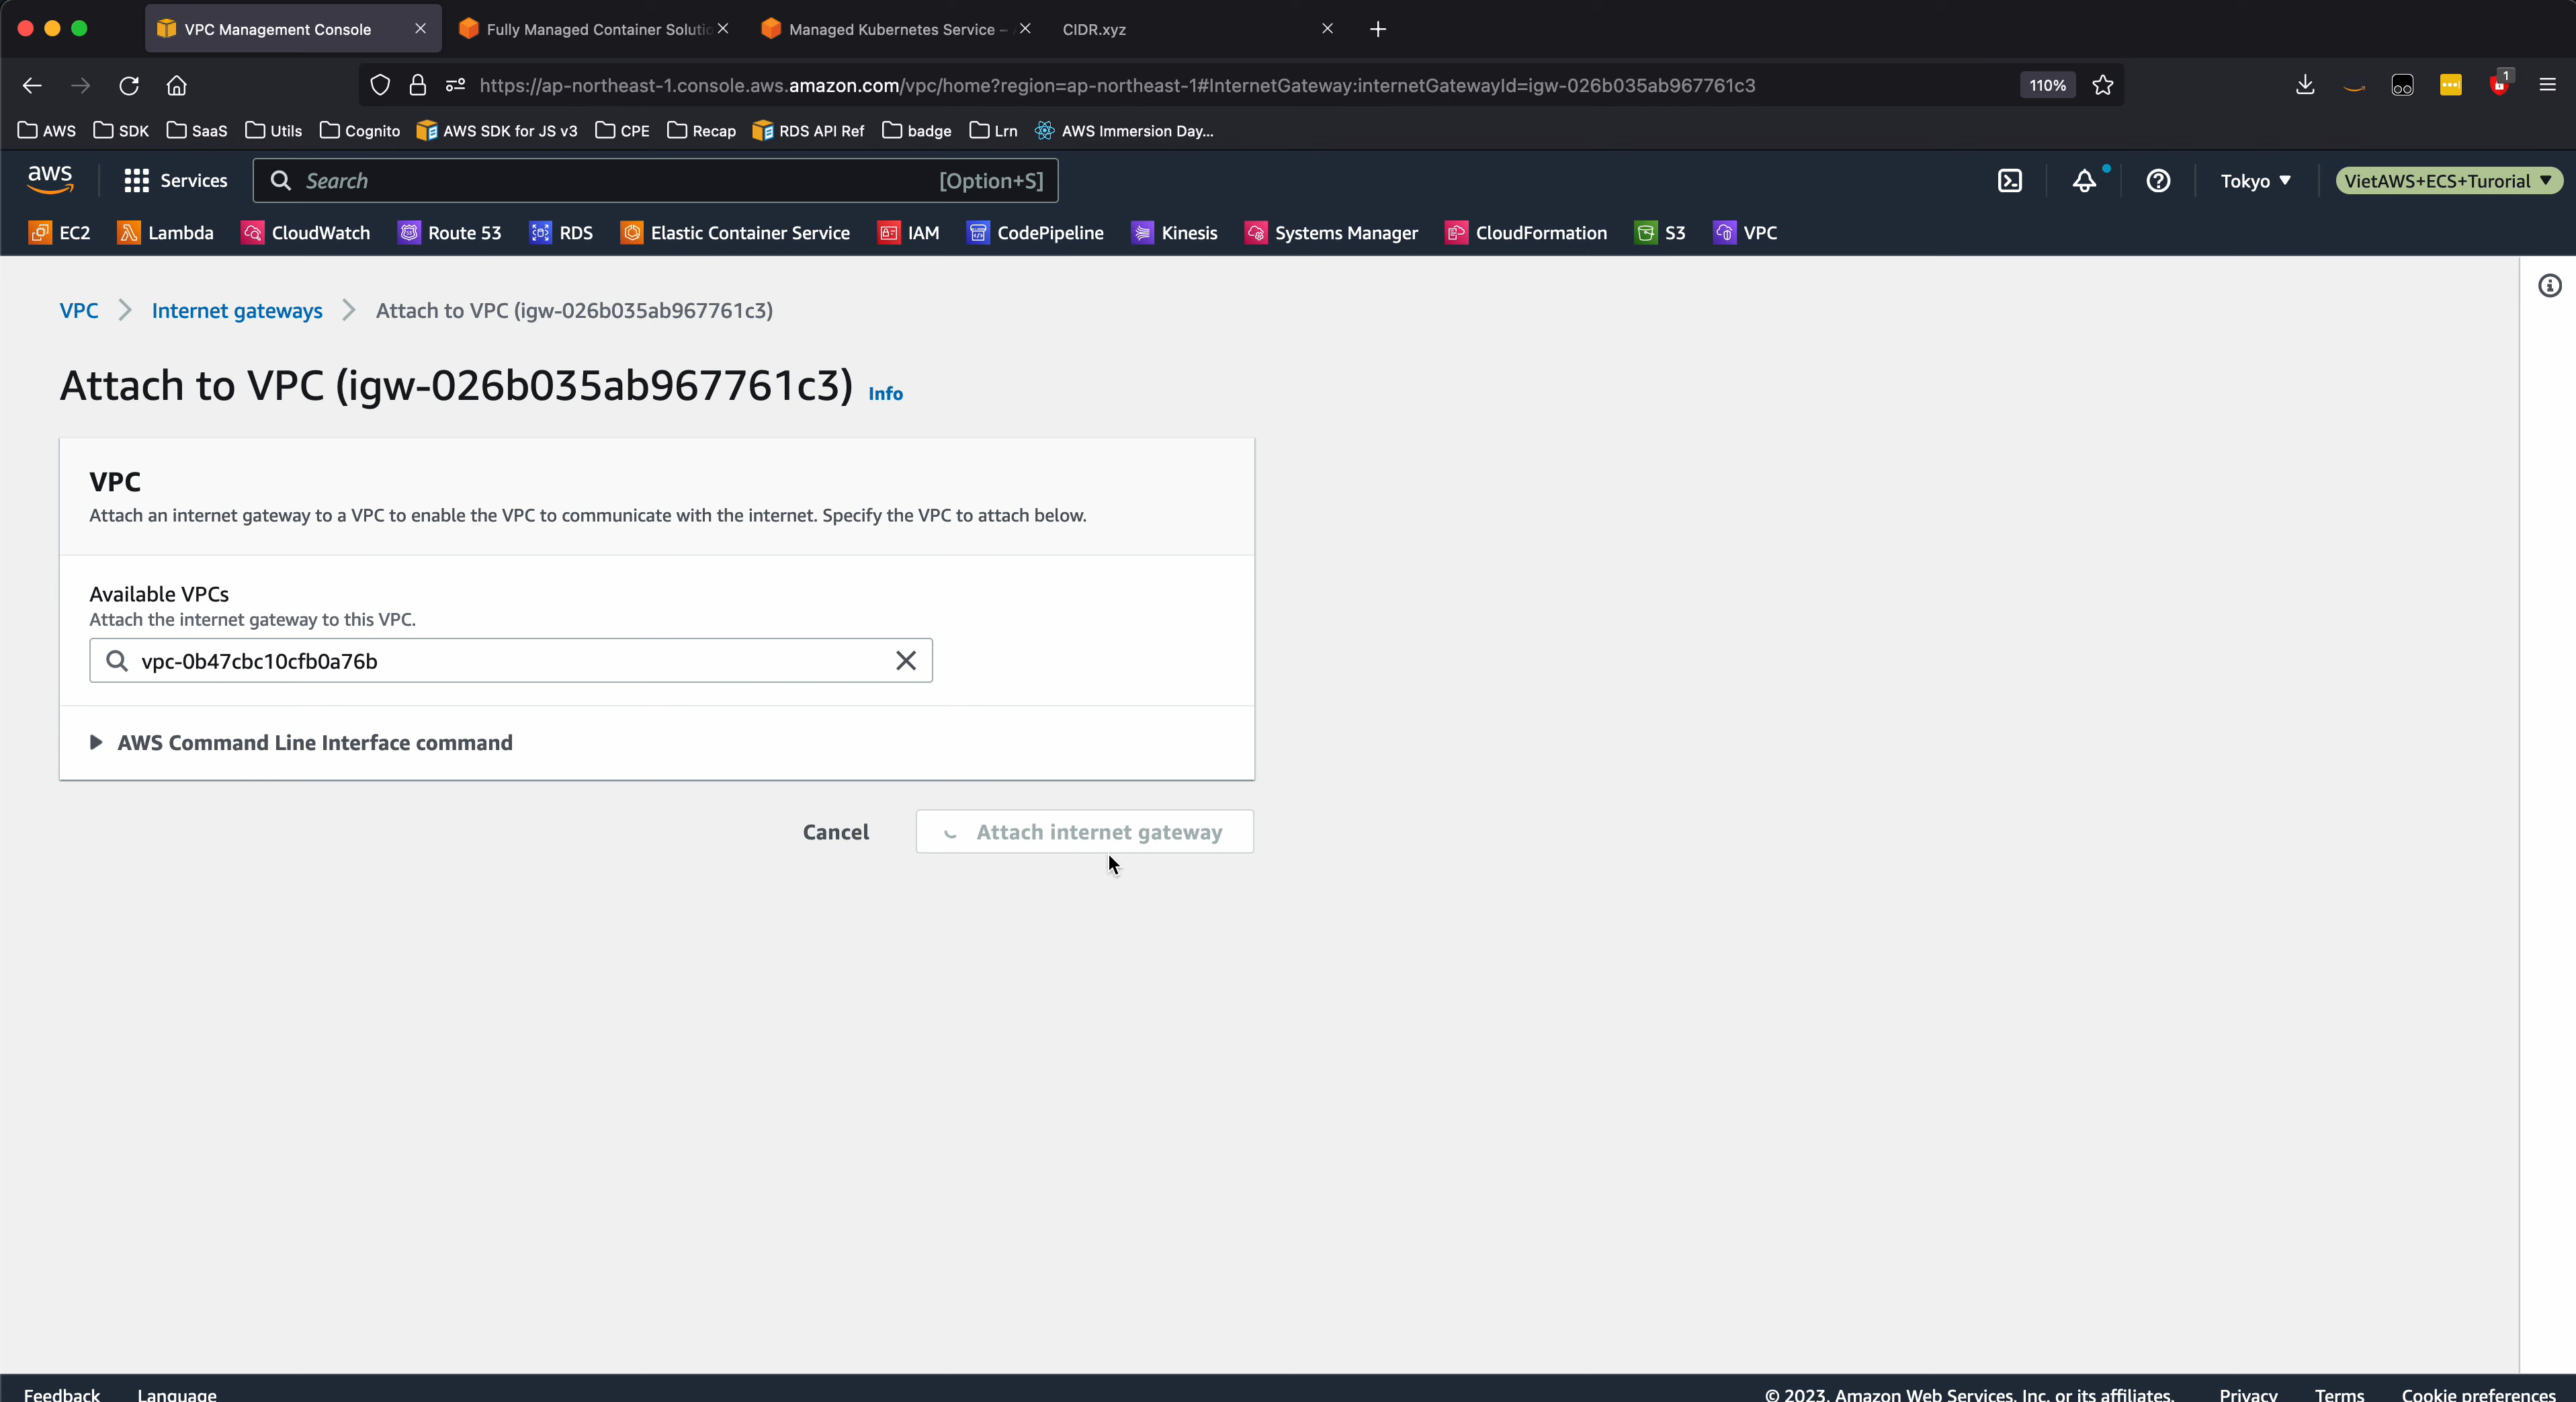 VPC Management Console
Fully Managed Container Solutio
Managed Kubernetes Service –
CIDR.xyz
https://ap-northeast-1.console.aws.amazon.com/vpc/home?region=ap-northeast-1#InternetGateway:internetGatewayId=igw-026b035ab967761c3
110%
1
AWS SDK SaaS Utils Cognito AWS SDK for JS v3 CPE Recap RDS API Ref badge Lrn AWS Immersion Day...
aws Services Search [Option+S] Tokyo VietAWS+ECS+Turorial
EC2 Lambda CloudWatch Route 53 RDS Elastic Container Service IAM CodePipeline Kinesis Systems Manager CloudFormation S3 VPC
VPC Internet gateways Attach to VPC (igw-026b035ab967761c3)
Attach to VPC (igw-026b035ab967761c3) Info
VPC
Attach an internet gateway to a VPC to enable the VPC to communicate with the internet. Specify the VPC to attach below.
Available VPCs
Attach the internet gateway to this VPC.
vpc-0b47cbc10cfb0a76b
AWS Command Line Interface command
Cancel Attach internet gateway
Feedback Language © 2023, Amazon Web Services, Inc. or its affiliates. Privacy Terms Cookie preferences